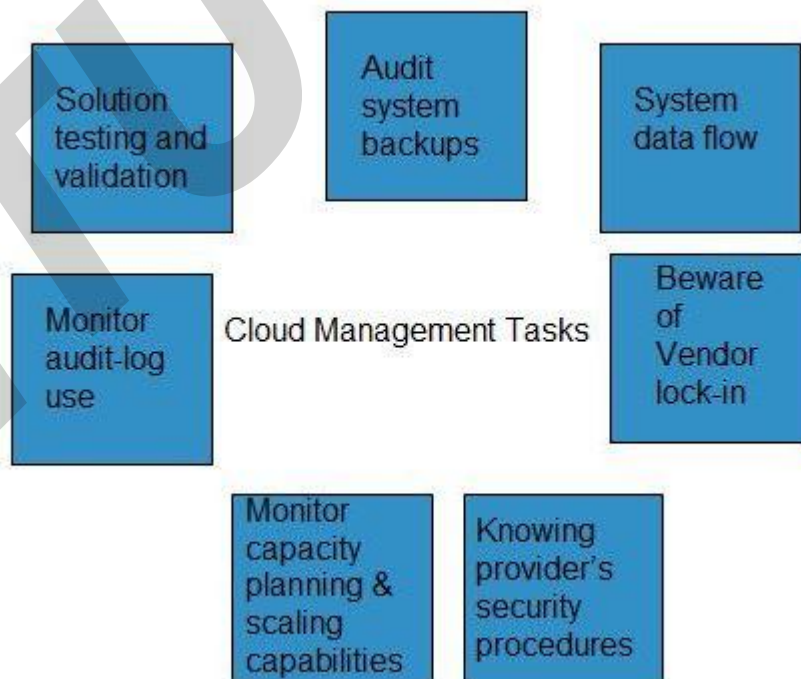 Solution
testing and
validation
Audit
system
backups
System
data flow
Monitor
audit-log
use
Cloud Management Tasks
Beware
of
Vendor
lock-in
Monitor
capacity
planning &
scaling
capabilities
Knowing
provider's
security
procedures